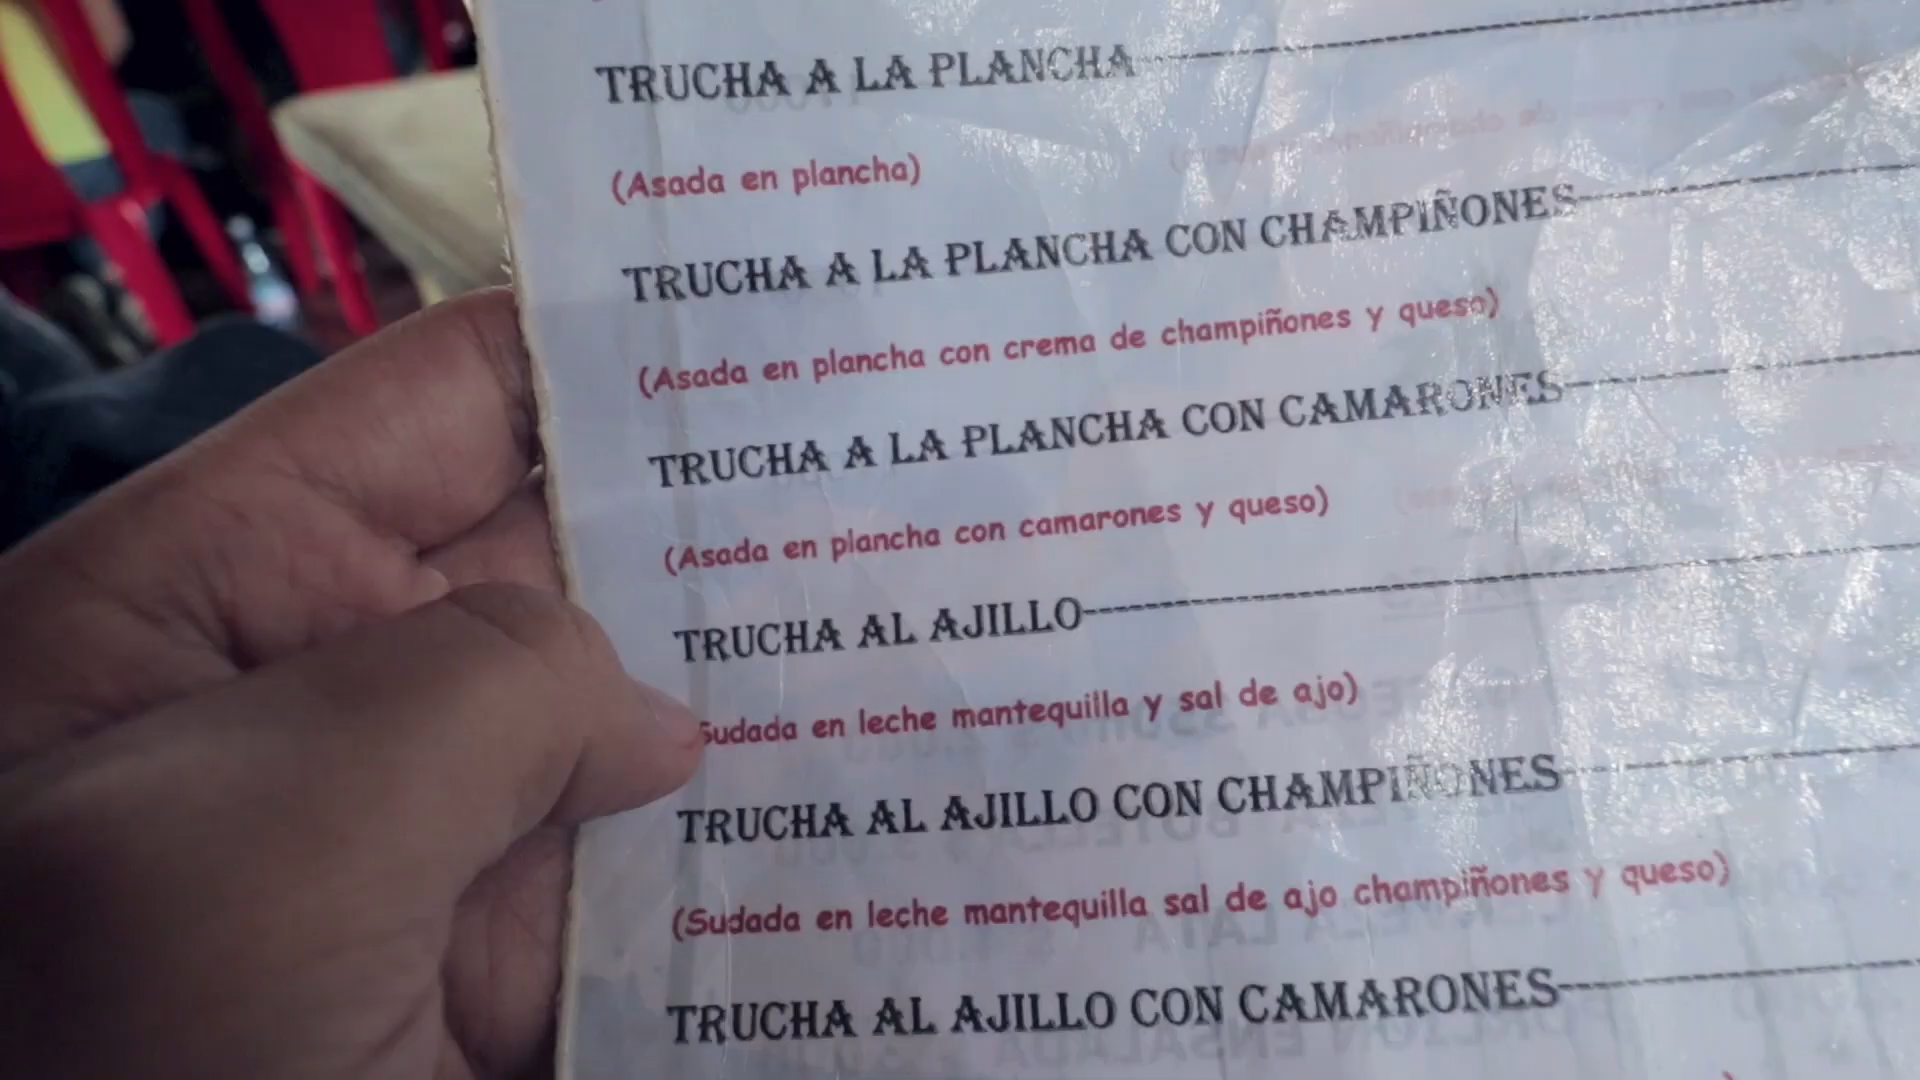 TRUCHA A LA PLANCHA
(Asada en plancha)
TRUCHA A LA PLANCHA CON CHAMPIÑONES
(Asada en plancha con crema de champiñones y queso)
TRUCHA A LA PLANCHA CON CAMARONES
(Asada en plancha con camarones y queso)
TRUCHA AL AJILLO
Sudada en leche mantequilla y sal de ajo)
TRUCHA AL AJILLO CON CHAMPIÑONES
(Sudada en leche mantequilla sal de ajo champiñones y queso)
TRUCHA AL AJILLO CON CAMARONES